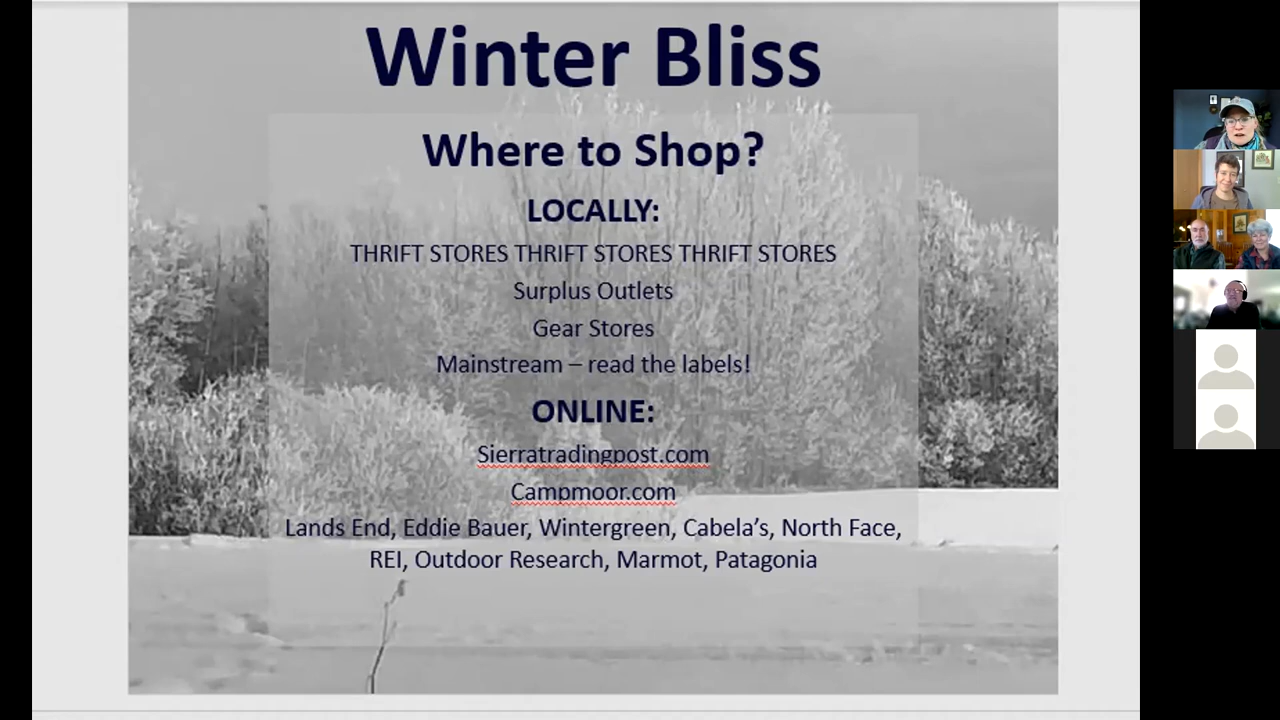 Winter Bliss
Where to Shop?
LOCALLY:
THRIFT STORES THRIFT STORES THRIFT STORES
Surplus Outlets
Gear Stores
Mainstream – read the labels!
ONLINE:
Sierratradingpost.com
Campmoor.com
Lands End, Eddie Bauer, Wintergreen, Cabela’s, North Face,
REI, Outdoor Research, Marmot, Patagonia